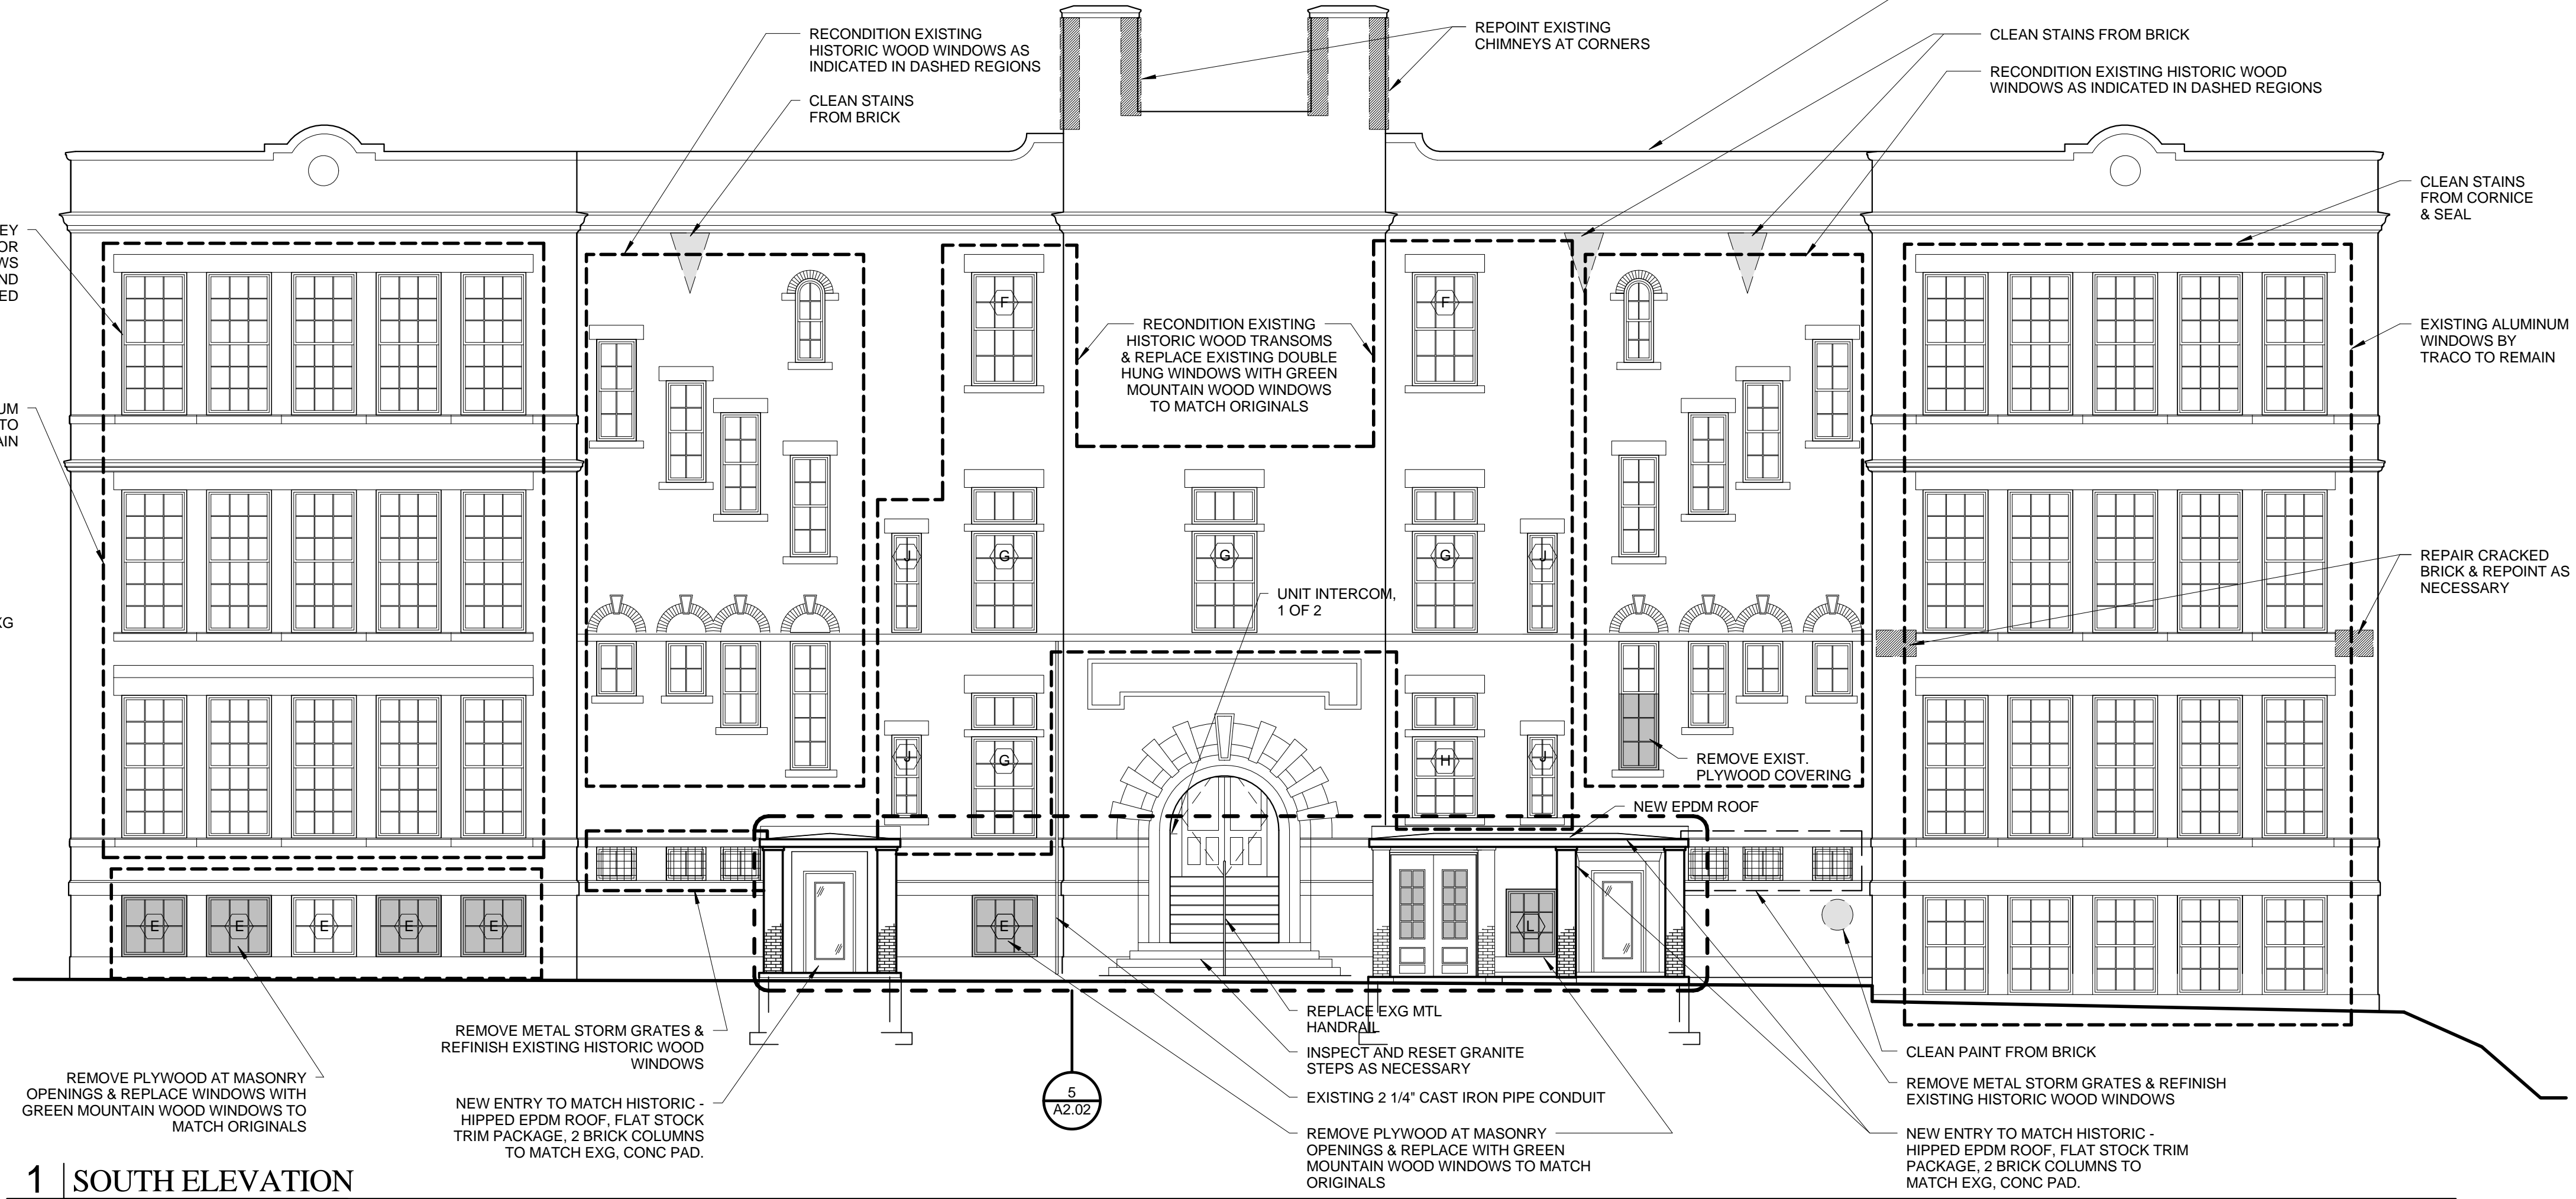 RECONDITION EXISTING
HISTORIC WOOD WINDOWS AS
INDICATED IN DASHED REGIONS
CLEAN STAINS
FROM BRICK
REPOINT EXISTING
CHIMNEYS AT CORNERS
CLEAN STAINS FROM BRICK
RECONDITION EXISTING HISTORIC WOOD
WINDOWS AS INDICATED IN DASHED REGIONS
CLEAN STAINS
FROM CORNICE
& SEAL
EY
OR
WS
ND
ED
EXISTING ALUMINUM
WINDOWS BY
TRACO TO REMAIN
UM
TO
AIN
F
F
RECONDITION EXISTING
HISTORIC WOOD TRANSOMS
& REPLACE EXISTING DOUBLE
HUNG WINDOWS WITH GREEN
MOUNTAIN WOOD WINDOWS
TO MATCH ORIGINALS
J
G
G
G
J
REPAIR CRACKED
BRICK & REPOINT AS
NECESSARY
UNIT INTERCOM,
1 OF 2
XG
J
G
H
J
REMOVE EXIST.
PLYWOOD COVERING
NEW EPDM ROOF
E
E
E
E
E
E
L
REMOVE METAL STORM GRATES &
REFINISH EXISTING HISTORIC WOOD
WINDOWS
REMOVE PLYWOOD AT MASONRY
OPENINGS & REPLACE WINDOWS WITH
GREEN MOUNTAIN WOOD WINDOWS TO
MATCH ORIGINALS
NEW ENTRY TO MATCH HISTORIC -
HIPPED EPDM ROOF, FLAT STOCK
TRIM PACKAGE, 2 BRICK COLUMNS
TO MATCH EXG, CONC PAD.
5
A2.02
REPLACE EXG MTL
HANDRAIL
INSPECT AND RESET GRANITE
STEPS AS NECESSARY
EXISTING 2 1/4" CAST IRON PIPE CONDUIT
REMOVE PLYWOOD AT MASONRY
OPENINGS & REPLACE WITH GREEN
MOUNTAIN WOOD WINDOWS TO MATCH
ORIGINALS
CLEAN PAINT FROM BRICK
REMOVE METAL STORM GRATES & REFINISH
EXISTING HISTORIC WOOD WINDOWS
NEW ENTRY TO MATCH HISTORIC -
HIPPED EPDM ROOF, FLAT STOCK TRIM
PACKAGE, 2 BRICK COLUMNS TO
MATCH EXG, CONC PAD.
1 SOUTH ELEVATION